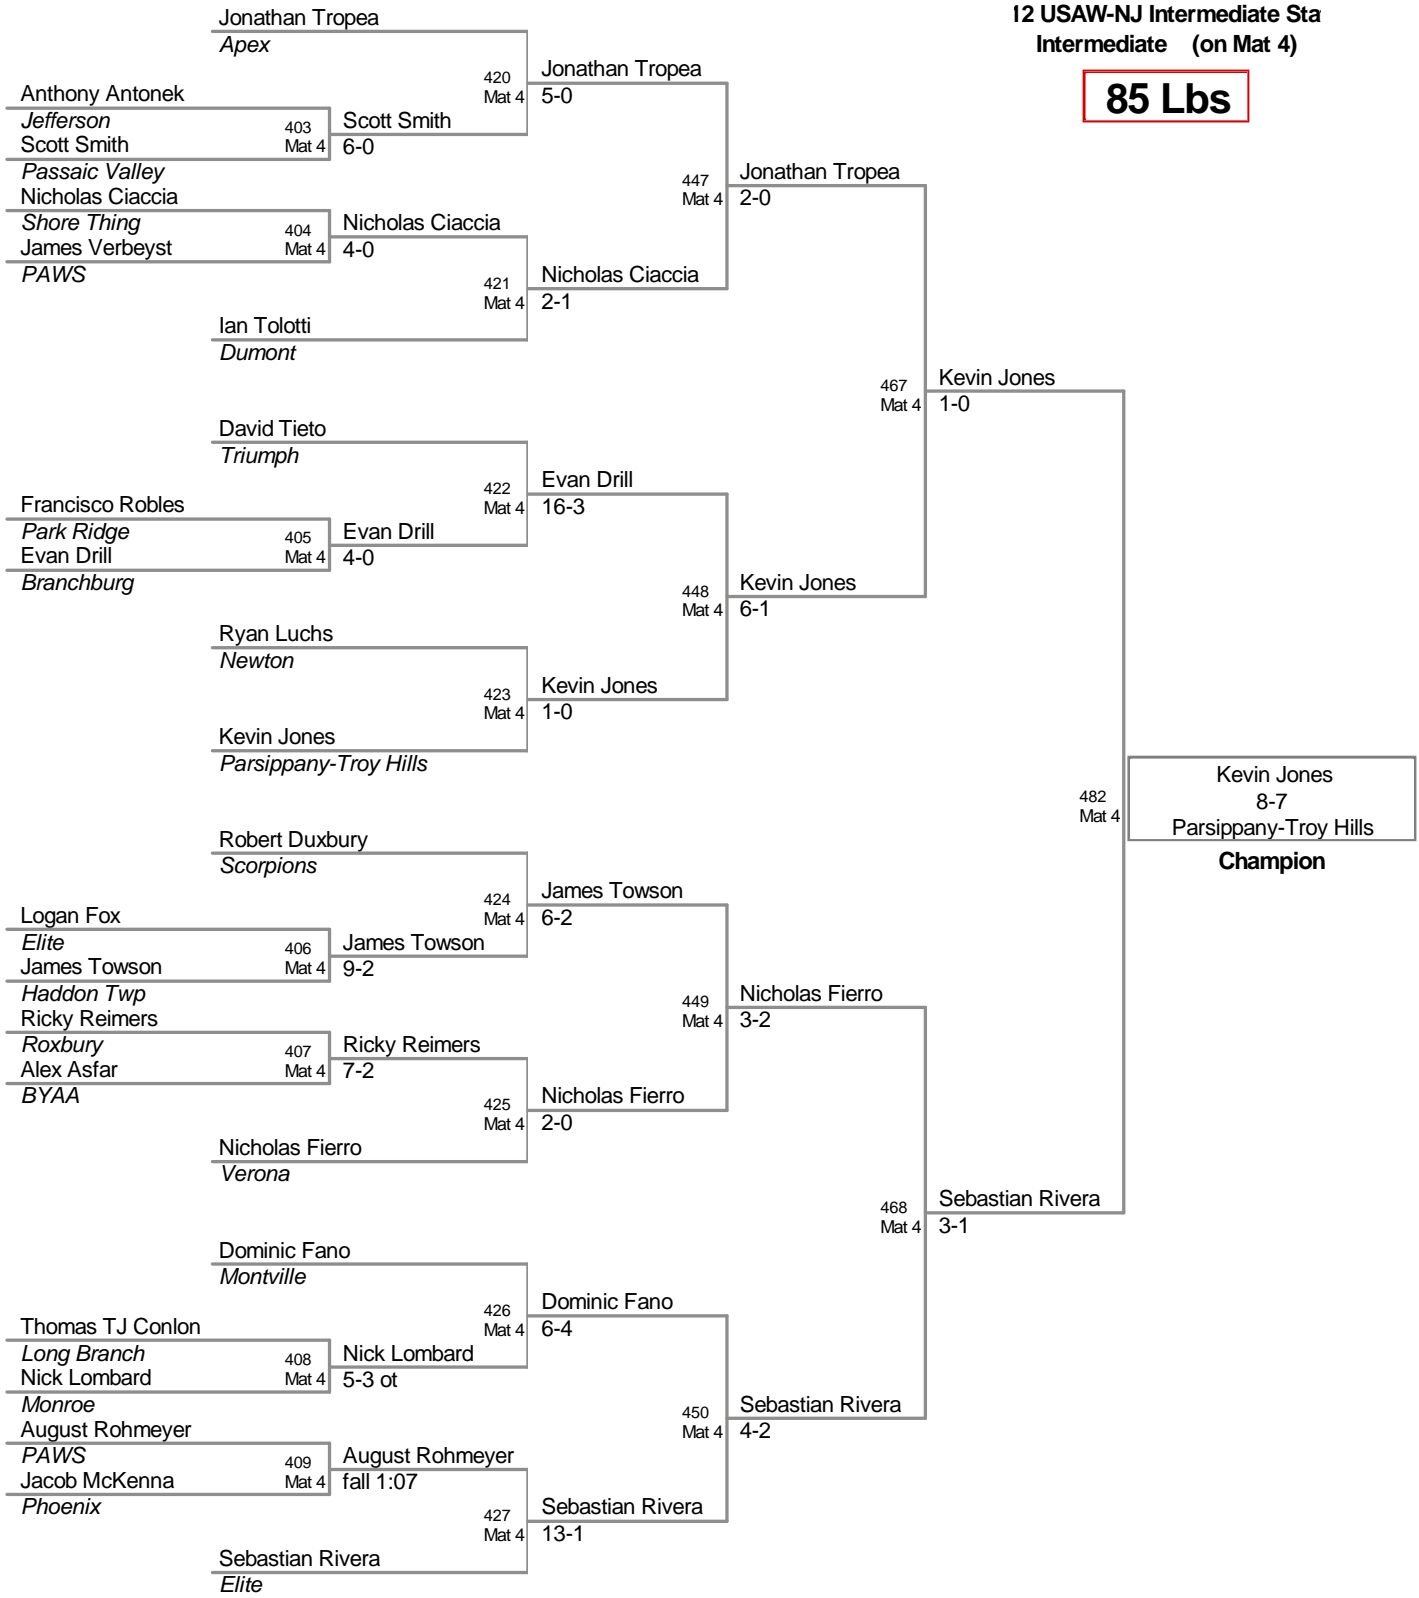 Jonathan Tropea
Apex
12 USAW-NJ Intermediate Sta
Intermediate (on Mat 4)
85 Lbs
420
Mat 4
Jonathan Tropea
5-0
Anthony Antonek
Jefferson
403
Mat 4
Scott Smith
6-0
Scott Smith
Passaic Valley
Nicholas Ciaccia
Shore Thing
404
Mat 4
Nicholas Ciaccia
4-0
James Verbeyst
PAWS
447
Mat 4
Jonathan Tropea
2-0
421
Mat 4
Nicholas Ciaccia
2-1
Ian Tolotti
Dumont
467
Mat 4
Kevin Jones
1-0
David Tieto
Triumph
422
Mat 4
Evan Drill
16-3
Francisco Robles
Park Ridge
405
Mat 4
Evan Drill
4-0
Evan Drill
Branchburg
448
Mat 4
Kevin Jones
6-1
Ryan Luchs
Newton
423
Mat 4
Kevin Jones
1-0
Kevin Jones
Parsippany-Troy Hills
482
Mat 4
Kevin Jones
8-7
Parsippany-Troy Hills
Champion
Robert Duxbury
Scorpions
424
Mat 4
James Towson
6-2
Logan Fox
Elite
406
Mat 4
James Towson
9-2
James Towson
Haddon Twp
Ricky Reimers
Roxbury
407
Mat 4
Ricky Reimers
7-2
Alex Asfar
BYAA
449
Mat 4
Nicholas Fierro
3-2
425
Mat 4
Nicholas Fierro
2-0
Nicholas Fierro
Verona
468
Mat 4
Sebastian Rivera
3-1
Dominic Fano
Montville
426
Mat 4
Dominic Fano
6-4
Thomas TJ Conlon
Long Branch
408
Mat 4
Nick Lombard
5-3 ot
Nick Lombard
Monroe
August Rohmeyer
PAWS
409
Mat 4
August Rohmeyer
fall 1:07
Jacob McKenna
Phoenix
450
Mat 4
Sebastian Rivera
4-2
427
Mat 4
Sebastian Rivera
13-1
Sebastian Rivera
Elite